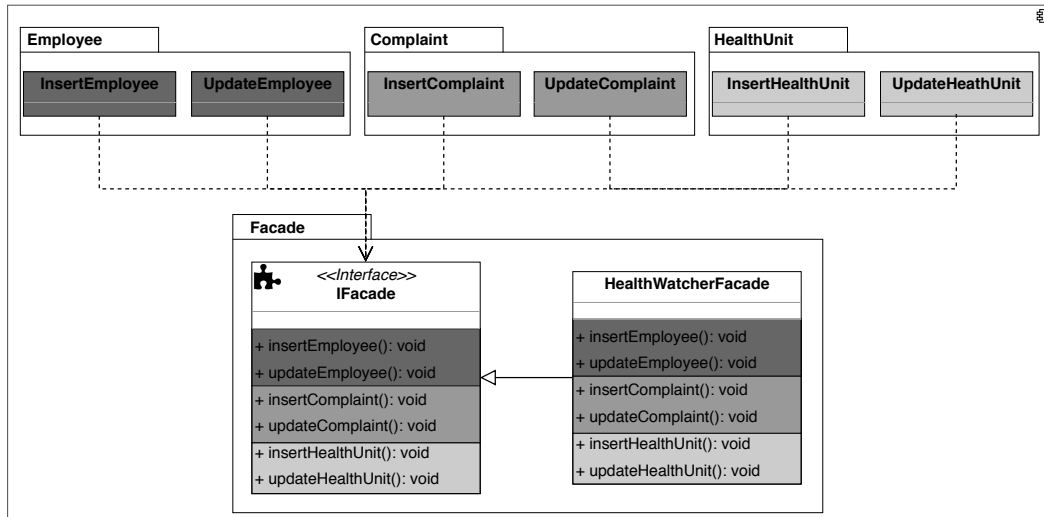 Employee
InsertEmployee
UpdateEmployee
Complaint
InsertComplaint
UpdateComplaint
HealthUnit
InsertHealthUnit
UpdateHeathUnit
Facade
<<Interface>>
IFacade
+ insertEmployee(): void
+ updateEmployee(): void
+ insertComplaint(): void
+ updateComplaint(): void
+ insertHealthUnit(): void
+ updateHealthUnit(): void
HealthWatcherFacade
+ insertEmployee(): void
+ updateEmployee(): void
+ insertComplaint(): void
+ updateComplaint(): void
+ insertHealthUnit(): void
+ updateHealthUnit(): void